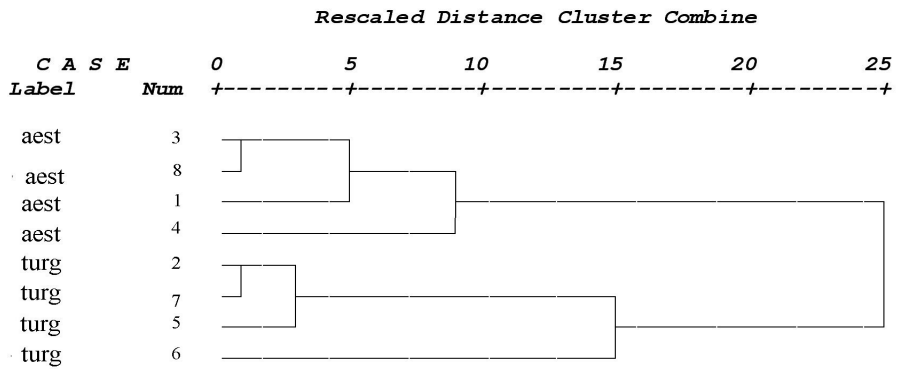 Rescaled Distance Cluster Combine
C A S E 0 5 10 15 20 25
Label Num +---------+---------+---------+---------+---------+
aest 3
aest 8
aest 1
aest 4
turg 2
turg 7
turg 5
turg 6